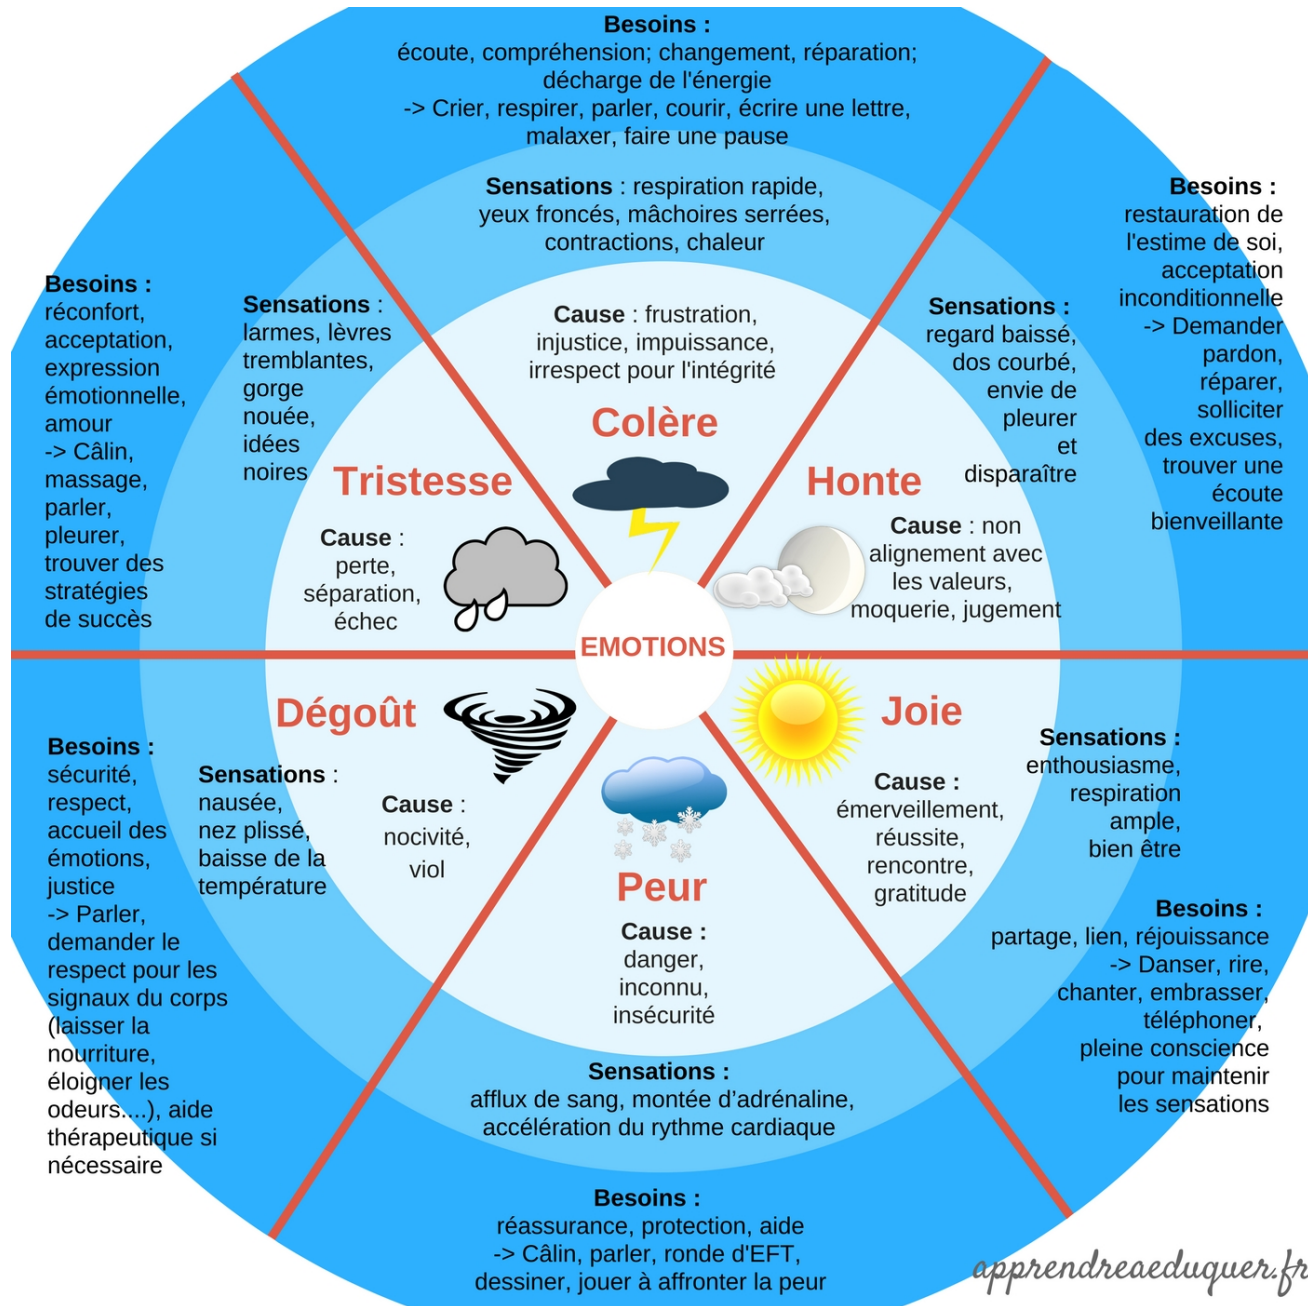 Besoins :
écoute, compréhension; changement, réparation;
décharge de l'énergie
-> Crier, respirer, parler, courir, écrire une lettre,
malaxer, faire une pause
Sensations : respiration rapide,
yeux froncés, mâchoires serrées,
contractions, chaleur
Cause : frustration,
injustice, impuissance,
irrespect pour l'intégrité
Colère
Besoins :
restauration de
l'estime de soi,
acceptation
inconditionnelle
-> Demander
pardon,
réparer,
solliciter
des excuses,
trouver une
écoute
bienveillante
Sensations :
regard baissé,
dos courbé,
envie de
pleurer
et
disparaître
Honte
Cause : non
alignement avec
les valeurs,
moquerie, jugement
Besoins :
réconfort,
acceptation,
expression
émotionnelle,
amour
-> Câlin,
massage,
parler,
pleurer,
trouver des
stratégies
de succès
Sensations :
larmes, lèvres
tremblantes,
gorge
nouée,
idées
noires
Tristesse
Cause :
perte,
séparation,
échec
EMOTIONS
Dégoût
Besoins :
sécurité,
respect,
accueil des
émotions,
justice
-> Parler,
demander le
respect pour les
signaux du corps
(laisser la
nourriture,
éloigner les
odeurs....), aide
thérapeutique si
nécessaire
Sensations :
nausée,
nez plissé,
baisse de la
température
Cause :
nocivité,
viol
Joie
Cause :
émerveillement,
réussite,
rencontre,
gratitude
Sensations :
enthousiasme,
respiration
ample,
bien être
Besoins :
partage, lien, réjouissance
-> Danser, rire,
chanter, embrasser,
téléphoner,
pleine conscience
pour maintenir
les sensations
Peur
Cause :
danger,
inconnu,
insécurité
Sensations :
afflux de sang, montée d’adrénaline,
accélération du rythme cardiaque
Besoins :
réassurance, protection, aide
-> Câlin, parler, ronde d'EFT,
dessiner, jouer à affronter la peur
apprendreaeduquer.fr